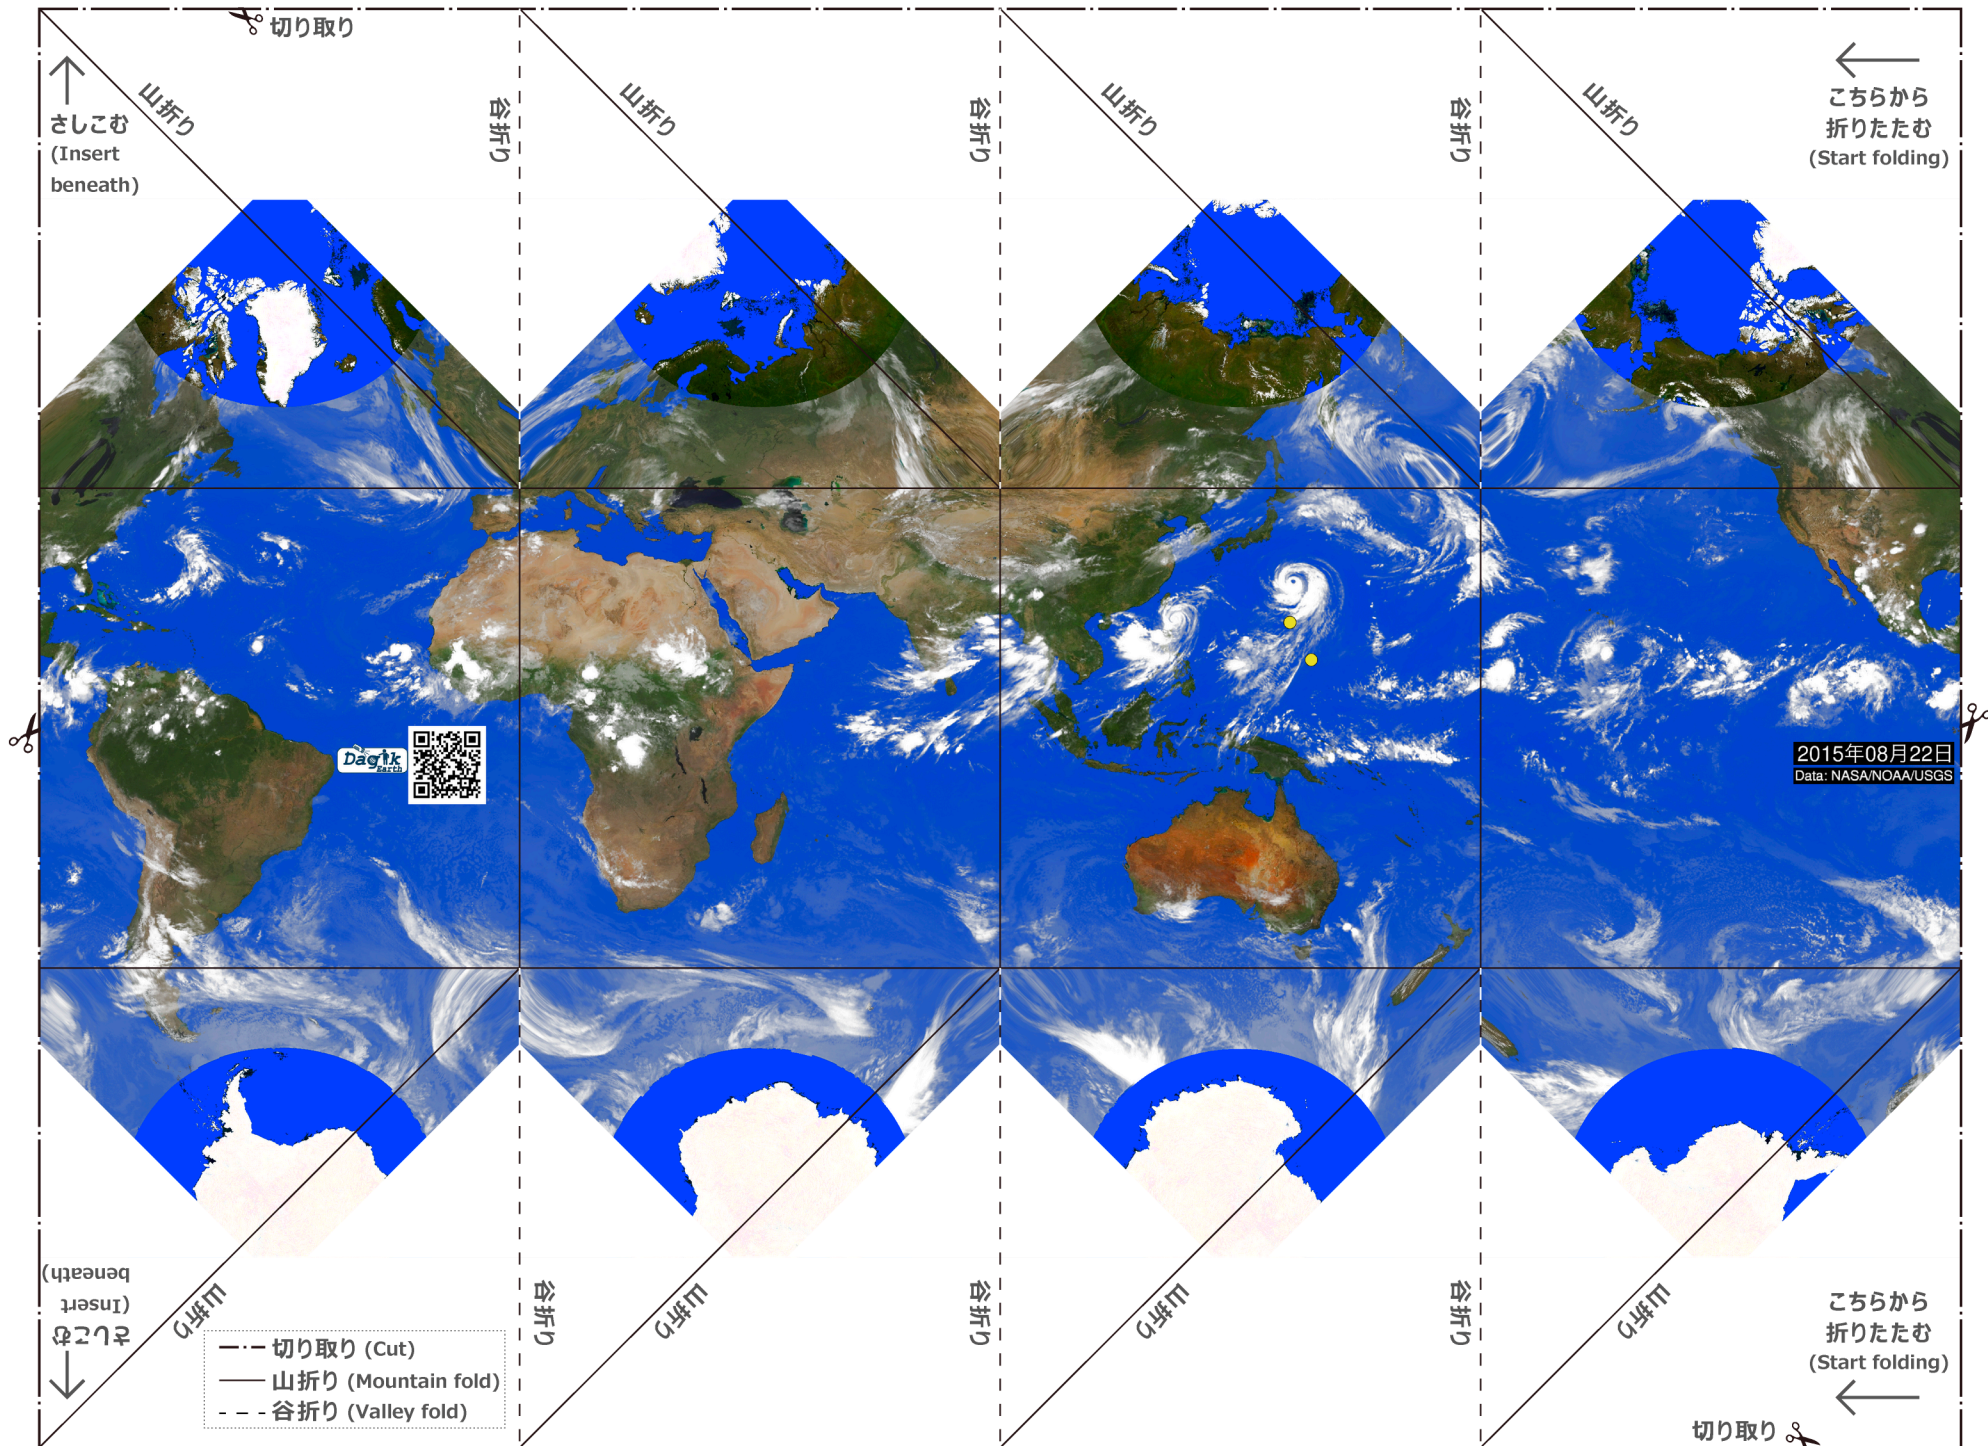 切り取り
さしこむ
(Insert
beneath)
山折り
谷折り
山折り
谷折り
山折り
谷折り
山折り
こちらから
折りたたむ
(Start folding)
Dagik
Earth
2015年08月22日
Data: NASA/NOAA/USGS
さしこむ
(Insert
beneath)
山折り
谷折り
山折り
谷折り
山折り
谷折り
山折り
こちらから
折りたたむ
(Start folding)
切り取り (Cut)
山折り (Mountain fold)
谷折り (Valley fold)
切り取り